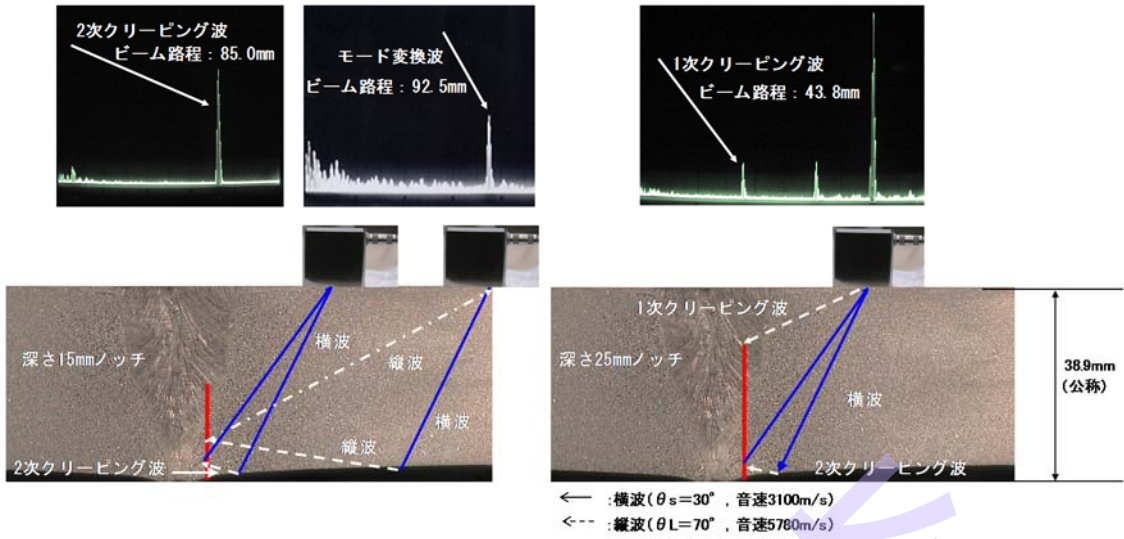 2次クリーピング波
ビーム路程：85.0mm
モード変換波
ビーム路程：92.5mm
1次クリーピング波
ビーム路程：43.8mm
深さ15mmノッチ
横波
縦波
横波
縦波
2次クリーピング波
1次クリーピング波
深さ25mmノッチ
横波
2次クリーピング波
38.9mm
(公称)
:横波(θs=30°, 音速3100m/s)
:縦波(θL=70°, 音速5780m/s)